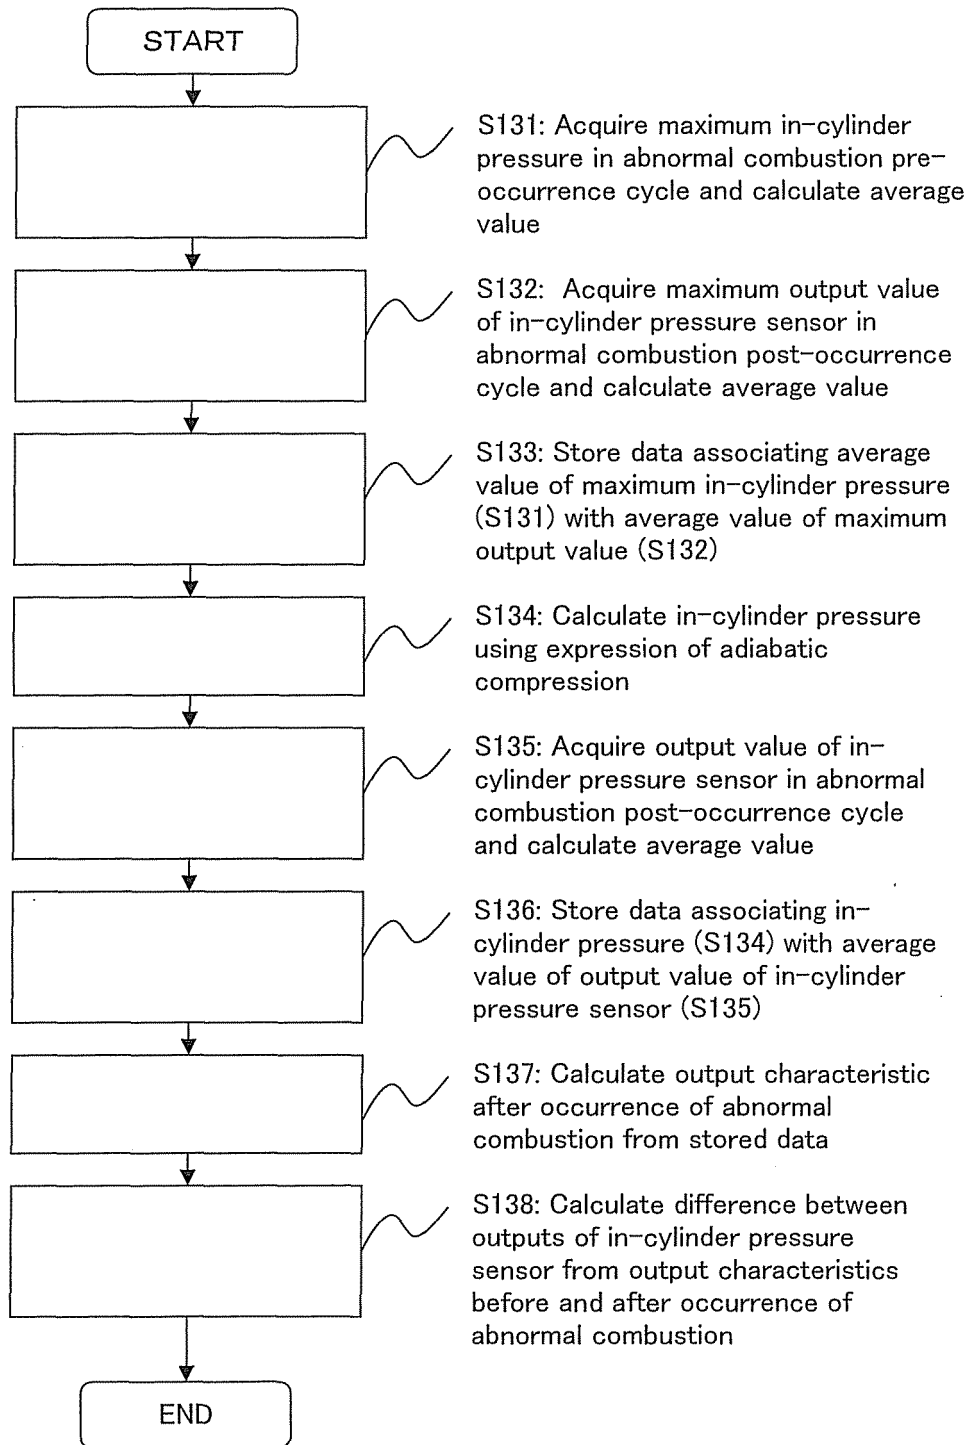 START
S131: Acquire maximum in-cylinder
pressure in abnormal combustion pre-
occurrence cycle and calculate average
value
S132: Acquire maximum output value
of in-cylinder pressure sensor in
abnormal combustion post-occurrence
cycle and calculate average value
S133: Store data associating average
value of maximum in-cylinder pressure
(S131) with average value of maximum
output value (S132)
S134: Calculate in-cylinder pressure
using expression of adiabatic
compression
S135: Acquire output value of in-
cylinder pressure sensor in abnormal
combustion post-occurrence cycle
and calculate average value
S136: Store data associating in-
cylinder pressure (S134) with average
value of output value of in-cylinder
pressure sensor (S135)
S137: Calculate output characteristic
after occurrence of abnormal
combustion from stored data
S138: Calculate difference between
outputs of in-cylinder pressure
sensor from output characteristics
before and after occurrence of
abnormal combustion
END